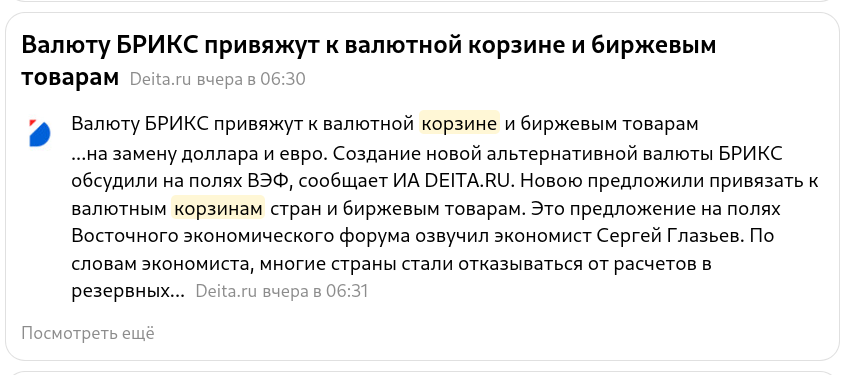 Валюту БРИКС привяжут к валютной корзине и биржевым
товарам Deita.ru вчера в 06:30
Валюту БРИКС привяжут к валютной корзине и биржевым товарам
...на замену доллара и евро. Создание новой альтернативной валюты БРИКС
обсудили на полях ВЭФ, сообщает ИА DEITA.RU. Новою предложили привязать к
валютным корзинам стран и биржевым товарам. Это предложение на полях
Восточного экономического форума озвучил экономист Сергей Глазьев. По
словам экономиста, многие страны стали отказываться от расчетов в
резервных... Deita.ru вчера в 06:31
Посмотреть ещё